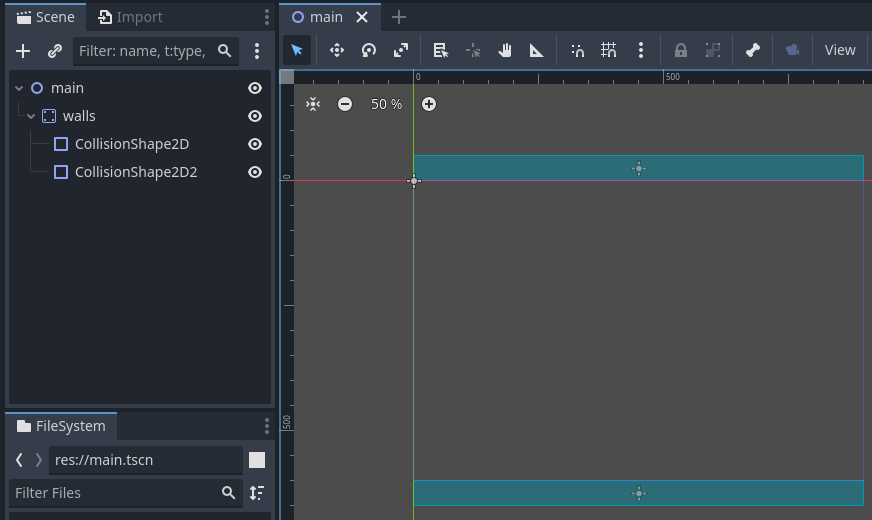 Scene
Import
main
Filter: name, t:type,
View
main
walls
CollisionShape2D
CollisionShape2D2
0
500
50 %
0
500
FileSystem
res://main.tscn
Filter Files